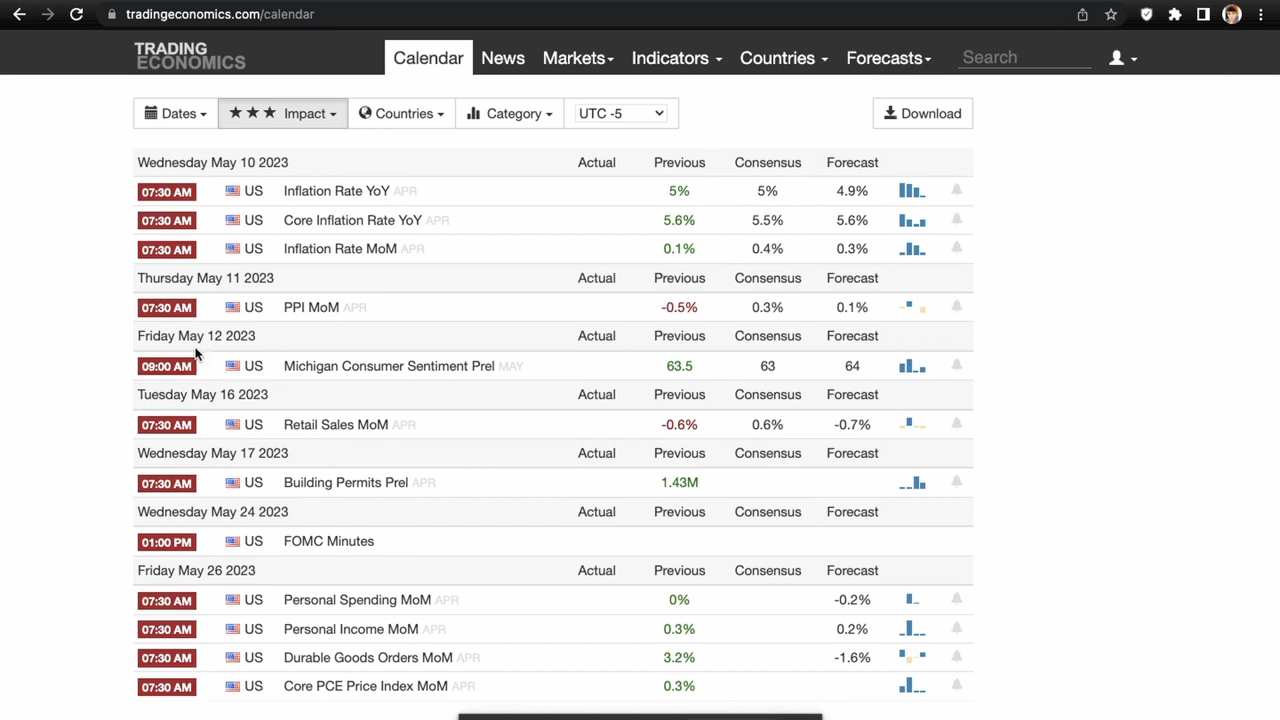 tradingeconomics.com/calendar
TRADING ECONOMICS Calendar News Markets Indicators Countries Forecasts Search
Dates ★★★ Impact Countries Category UTC -5 Download
Wednesday May 10 2023 Actual Previous Consensus Forecast
07:30 AM US Inflation Rate YoY APR 5% 5% 4.9%
07:30 AM US Core Inflation Rate YoY APR 5.6% 5.5% 5.6%
07:30 AM US Inflation Rate MoM APR 0.1% 0.4% 0.3%
Thursday May 11 2023 Actual Previous Consensus Forecast
07:30 AM US PPI MoM APR -0.5% 0.3% 0.1%
Friday May 12 2023 Actual Previous Consensus Forecast
09:00 AM US Michigan Consumer Sentiment Prel MAY 63.5 63 64
Tuesday May 16 2023 Actual Previous Consensus Forecast
07:30 AM US Retail Sales MoM APR -0.6% 0.6% -0.7%
Wednesday May 17 2023 Actual Previous Consensus Forecast
07:30 AM US Building Permits Prel APR 1.43M
Wednesday May 24 2023 Actual Previous Consensus Forecast
01:00 PM US FOMC Minutes
Friday May 26 2023 Actual Previous Consensus Forecast
07:30 AM US Personal Spending MoM APR 0% -0.2%
07:30 AM US Personal Income MoM APR 0.3% 0.2%
07:30 AM US Durable Goods Orders MoM APR 3.2% -1.6%
07:30 AM US Core PCE Price Index MoM APR 0.3%